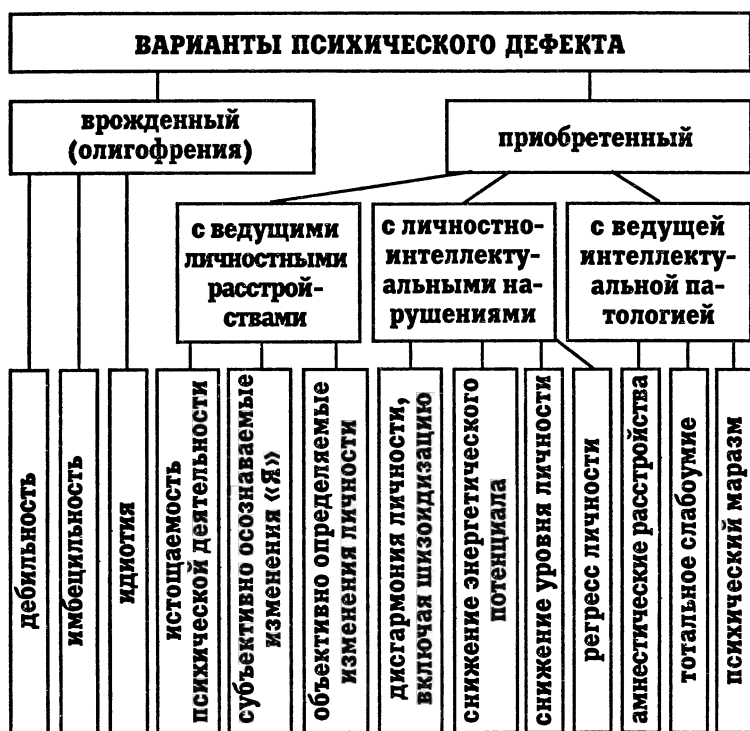 ВАРИАНТЫ ПСИХИЧЕСКОГО ДЕФЕКТА
врожденный
(олигофрения)
приобретенный
с ведущими
личностными
расстрой-
ствами
с личностно-
интеллекту-
альными на-
рушениями
с ведущей
интеллекту-
альной па-
тологией
дебильность
имбецильность
идиотия
истощаемость
психической деятельности
субъективно осознаваемые
изменения «Я»
объективно определяемые
изменения личности
дисгармония личности,
включая шизоидизацию
снижение энергетического
потенциала
снижение уровня личности
регресс личности
амнестические расстройства
тотальное слабоумие
психический маразм